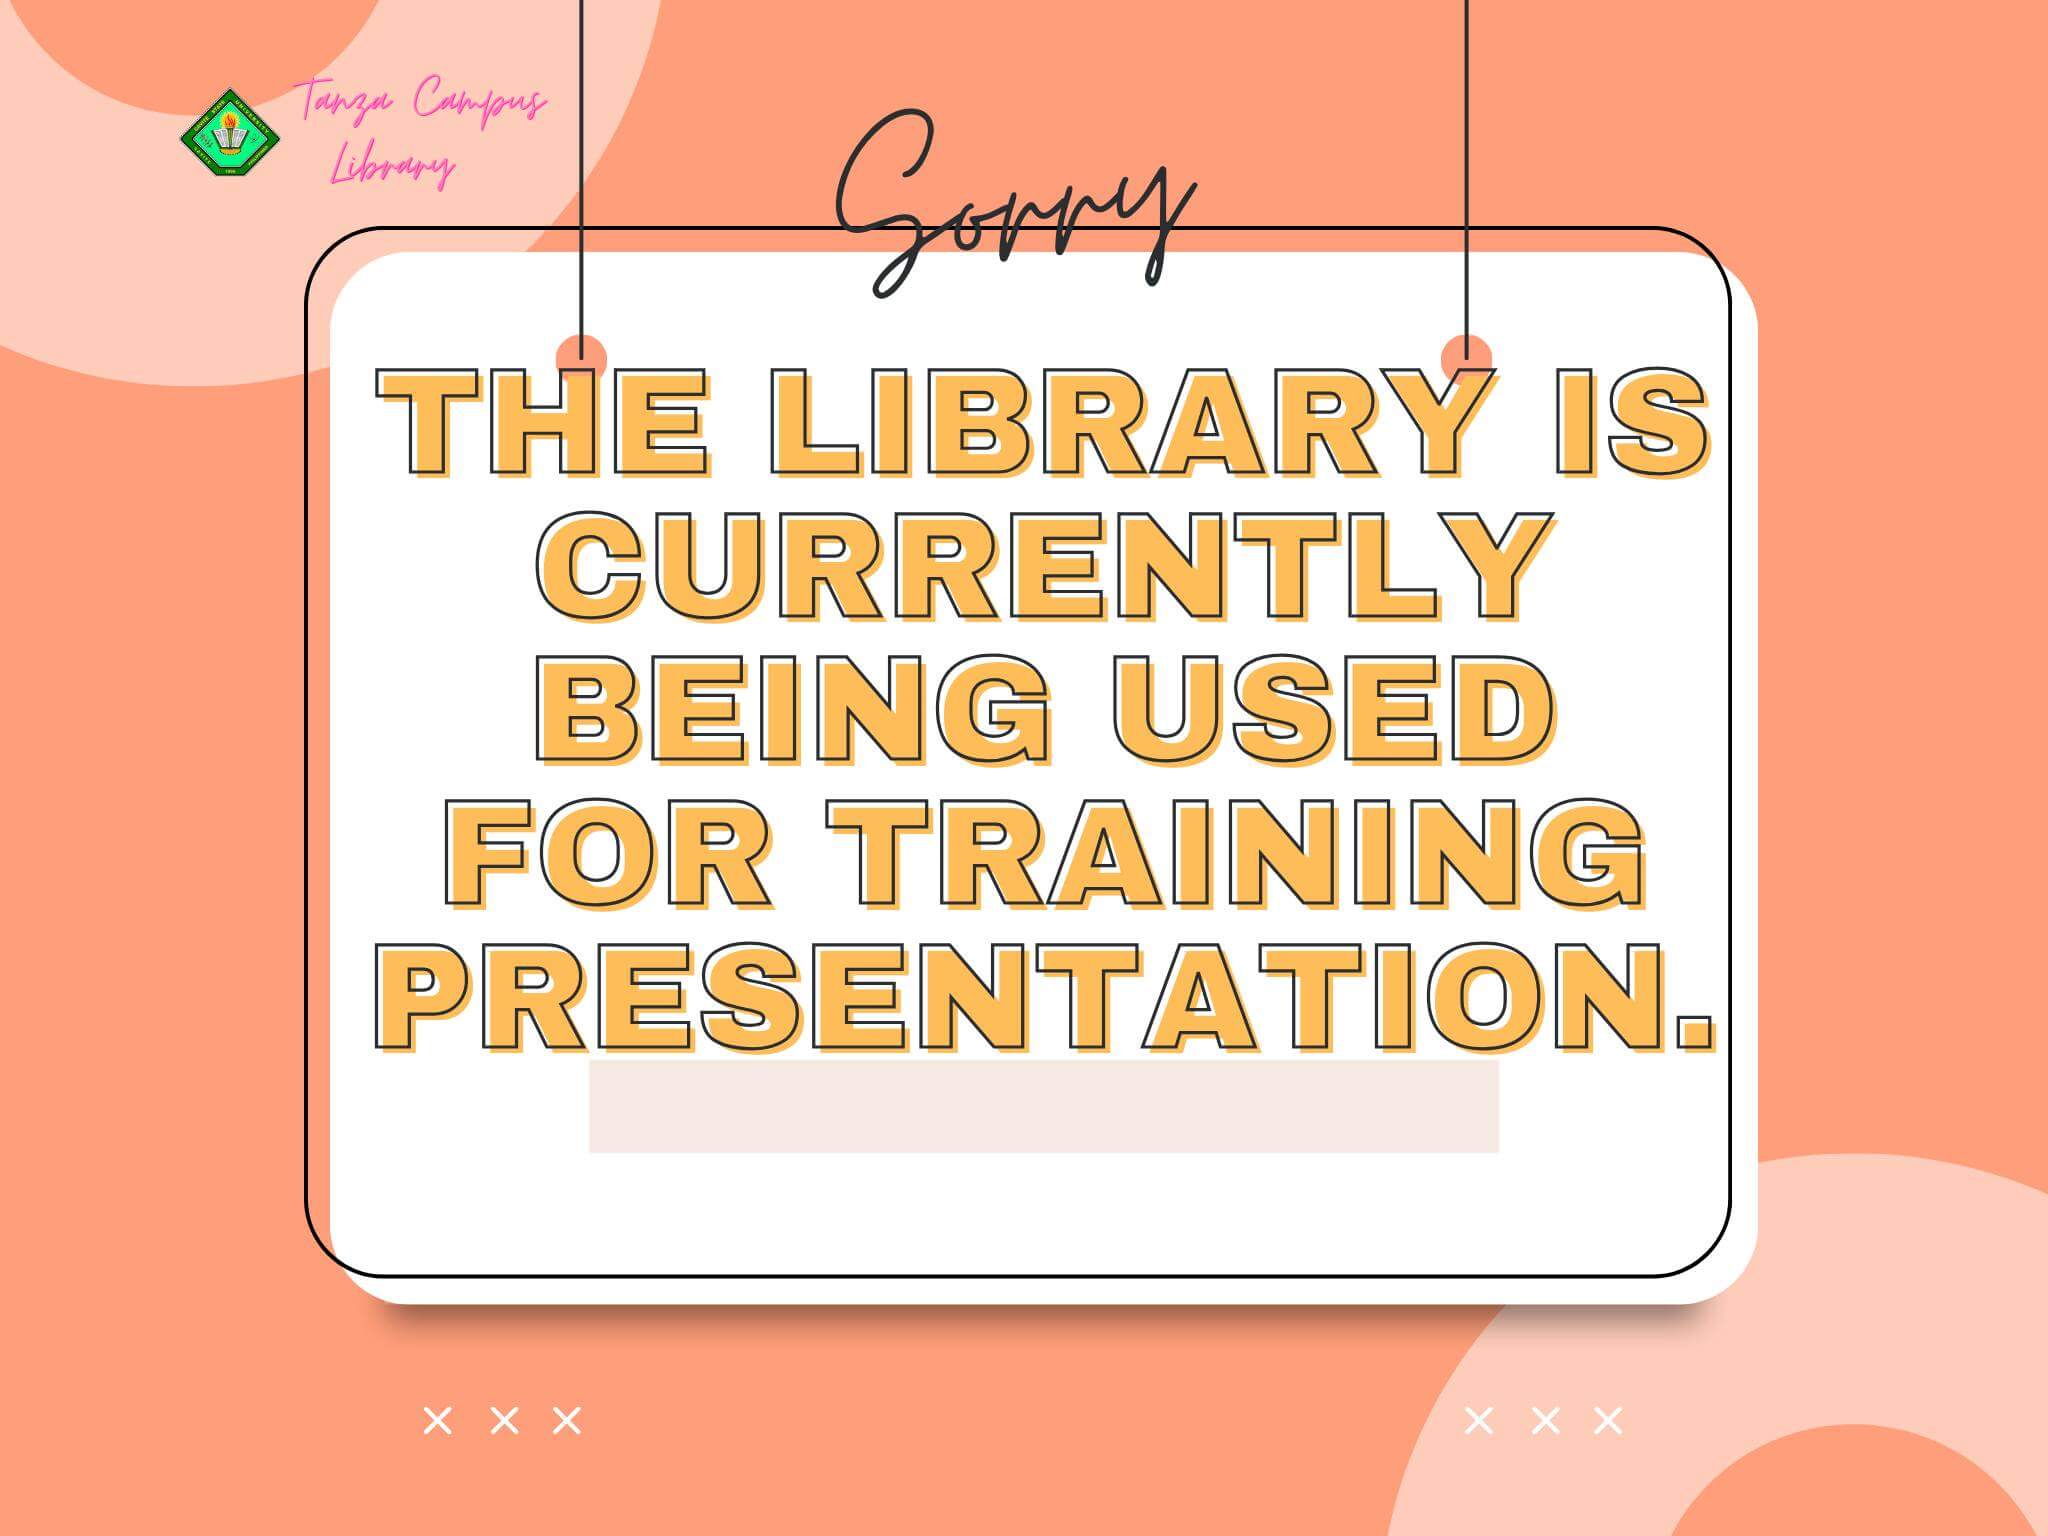 Tanza Campus
Library
Sorry
THE LIBRARY IS
CURRENTLY
BEING USED
FOR TRAINING
PRESENTATION.